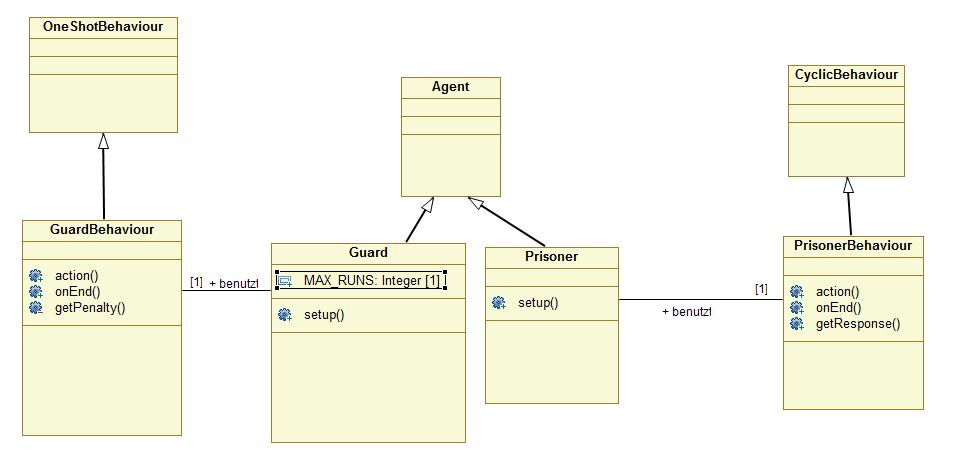 OneShotBehaviour
Agent
CyclicBehaviour
GuardBehaviour
action()
onEnd()
getPenalty()
[1] + benutzt
Guard
MAX_RUNS: Integer [1]
setup()
Prisoner
setup()
[1]
+ benutzt
PrisonerBehaviour
action()
onEnd()
getResponse()